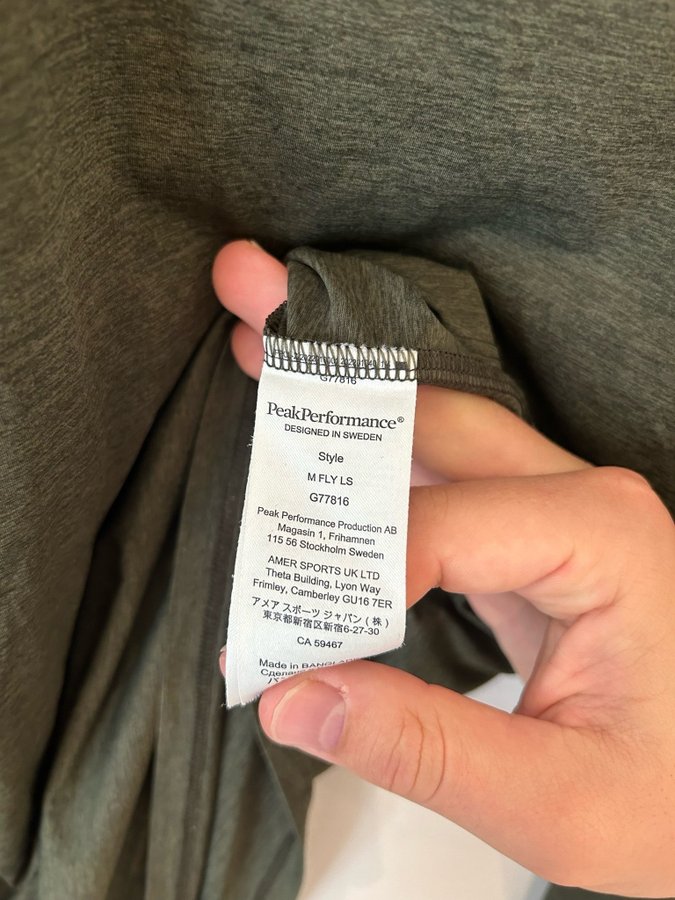 G77816
PeakPerformance®
DESIGNED IN SWEDEN
Style
M FLY LS
G77816
Peak Performance Production AB
Magasin 1, Frihamnen
115 56 Stockholm Sweden
AMER SPORTS UK LTD
Theta Building, Lyon Way
Frimley, Camberley GU16 7ER
アメア スポーツ ジャパン (株)
東京都新宿区新宿6-27-30
CA 59467
Made in